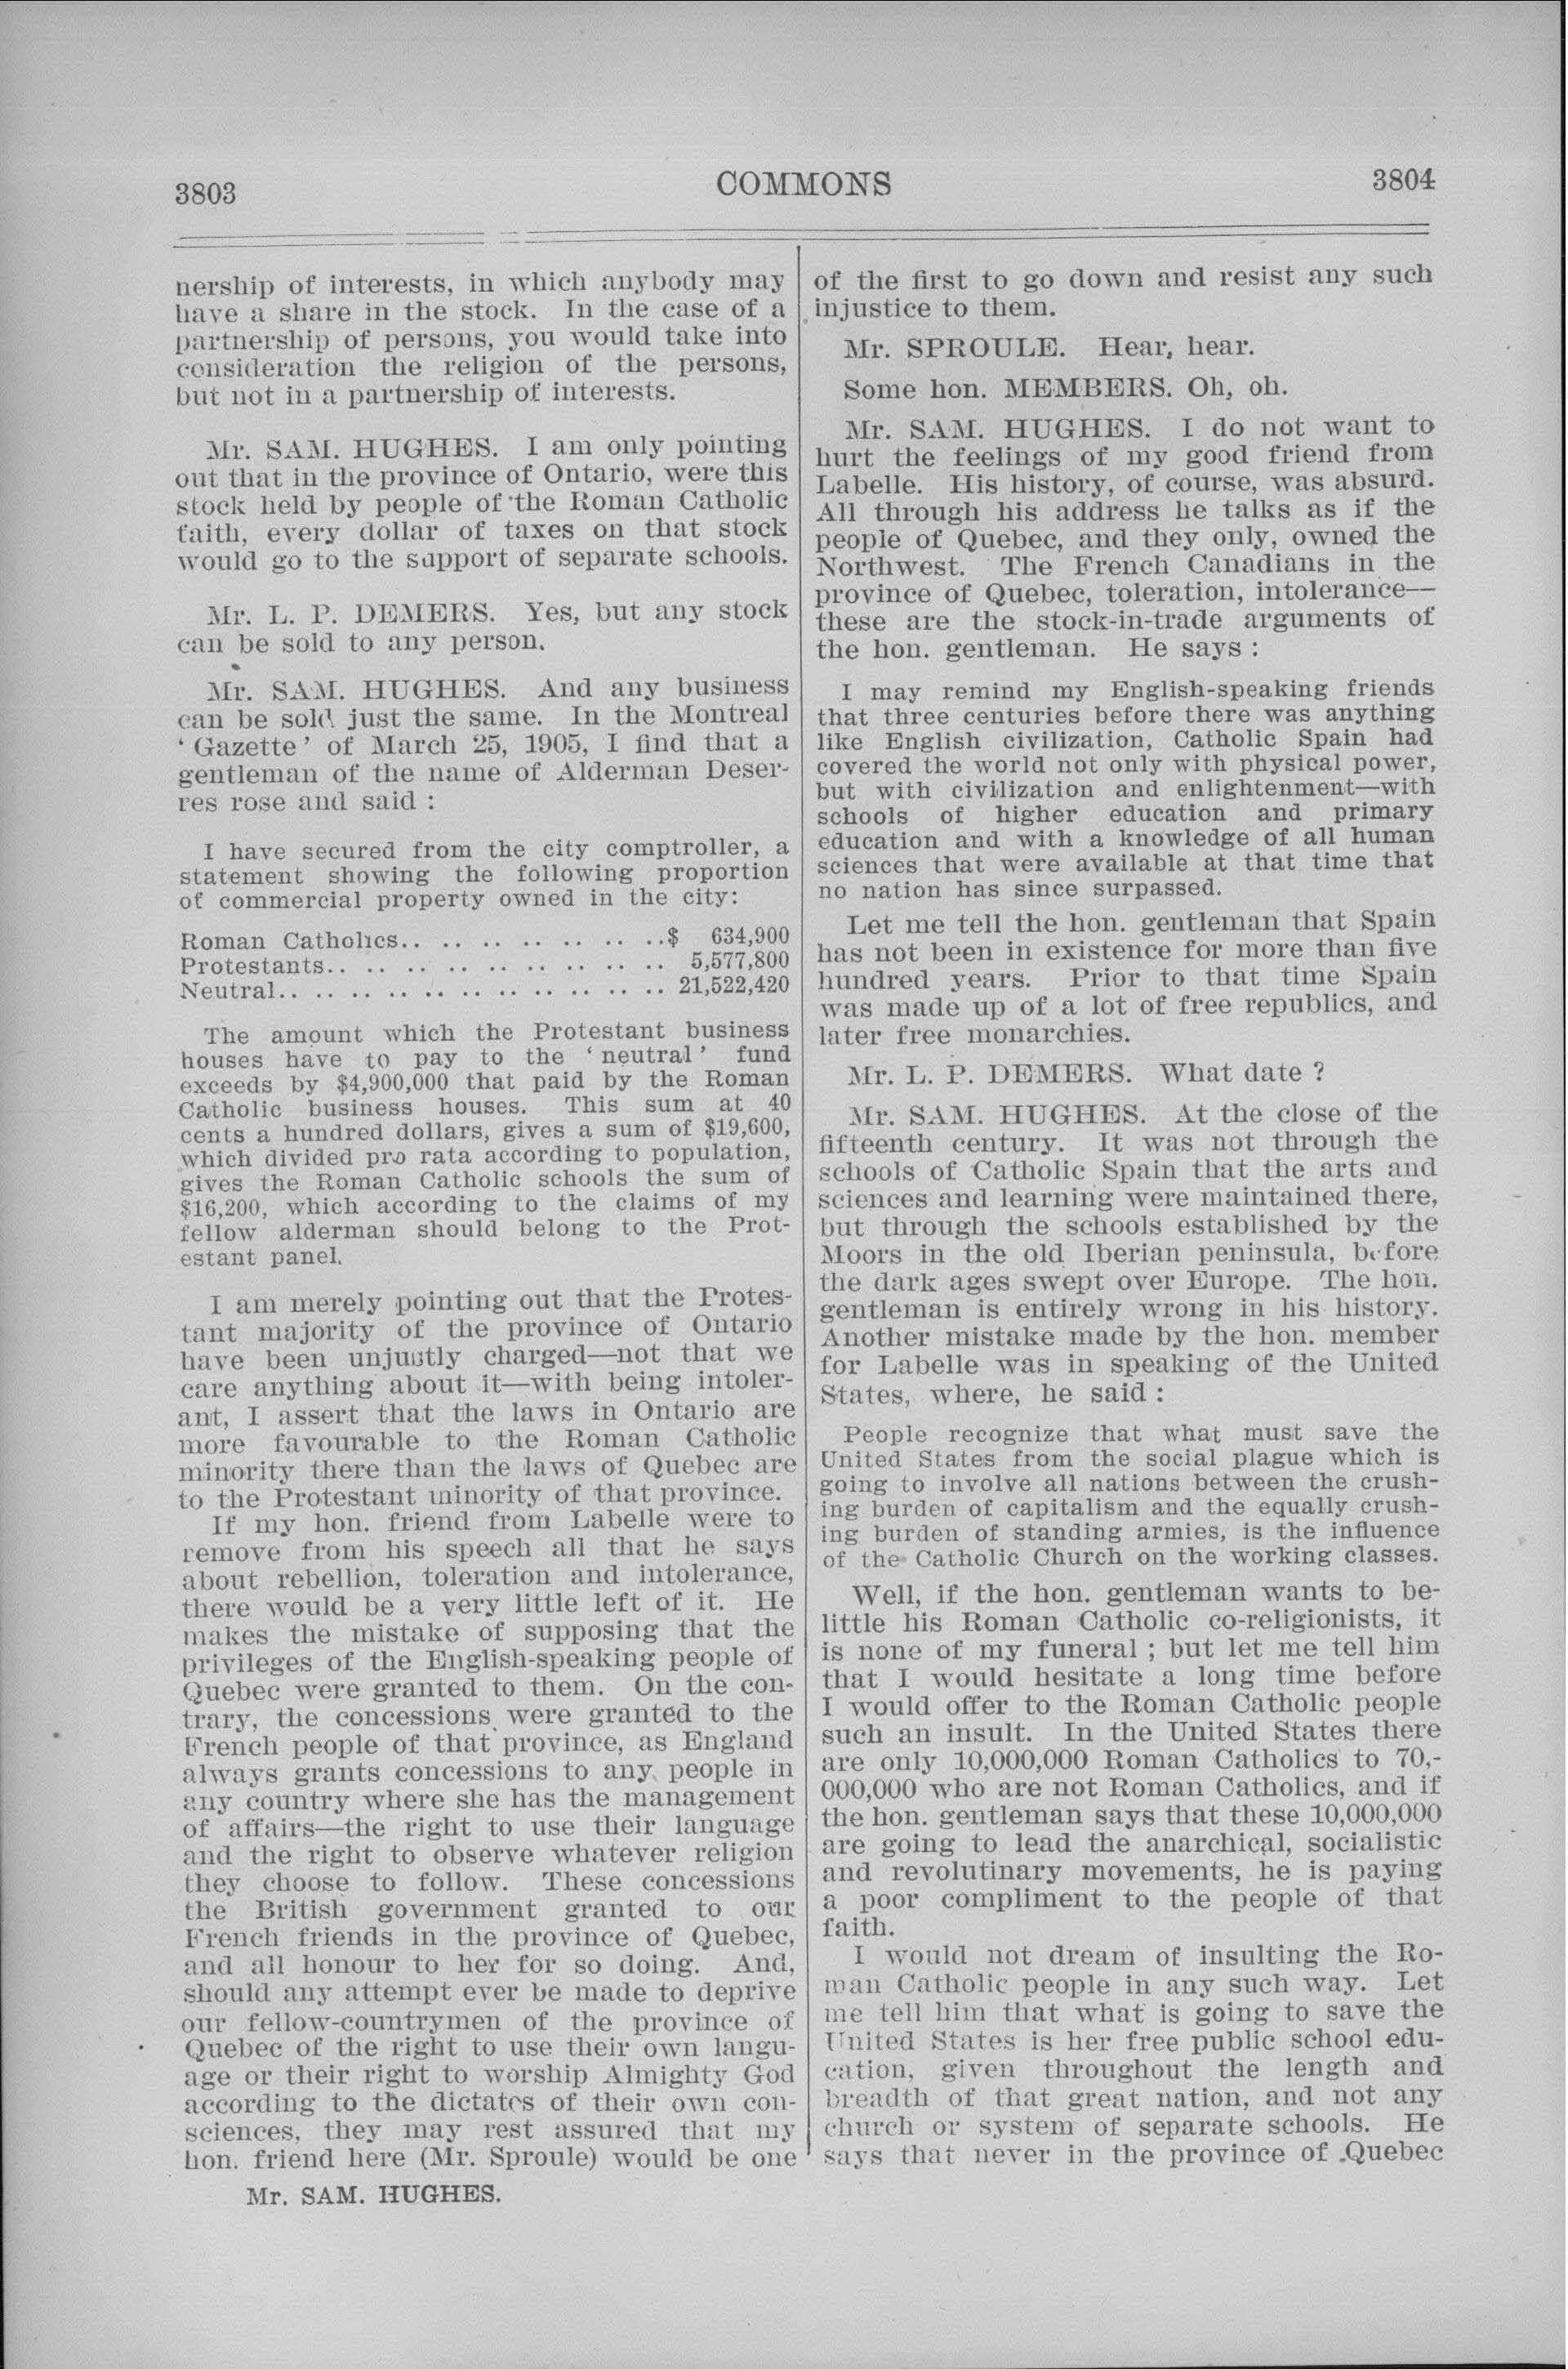 3803
COMMONS
3804
nership of interests, in which anybody may
have a share in the stock. In the case of a
partnership of persons, you would take into
consideration the religion of the persons,
but not in a partnership of interests.
Mr. SAM. HUGHES. I am only pointing
out that in the province of Ontario, were this
stock held by people of the Roman Catholic
faith, every dollar of taxes on that stock
would go to the support of separate schools.
Mr. L. P. DEMERS. Yes, but any stock
can be sold to any person.
Mr. SAM. HUGHES. And any business
can be sold just the same. In the Montreal
‘Gazette’ of March 25, 1905, I find that a
gentleman of the name of Alderman Deser-
res rose and said :
I have secured from the city comptroller, a
statement showing the following proportion
of commercial property owned in the city:
Roman Catholics.. .. .. .. .. .. .. ..$ 634,900
Protestants.. .. .. .. .. .. .. .. .. .. 5,577,800
Neutral.. .. .. .. .. .. .. .. .. .. .. 21,522,420
The amount which the Protestant business
houses have to pay to the ‘neutral’ fund
exceeds by $4,900,000 that paid by the Roman
Catholic business houses. This sum at 40
cents a hundred dollars, gives a sum of $19,600,
which divided pro rata according to population,
gives the Roman Catholic schools the sum of
$16,200, which according to the claims of my
fellow alderman should belong to the Prot-
estant panel.
I am merely pointing out that the Protes-
tant majority of the province of Ontario
have been unjustly charged—not that we
care anything about it—with being intoler-
ant, I assert that the laws in Ontario are
more favourable to the Roman Catholic
minority there than the laws of Quebec are
to the Protestant minority of that province.
If my hon. friend from Labelle were to
remove from his speech all that he says
about rebellion, toleration and intolerance,
there would be a very little left of it. He
makes the mistake of supposing that the
privileges of the English-speaking people of
Quebec were granted to them. On the con-
trary, the concessions were granted to the
French people of that province, as England
always grants concessions to any people in
any country where she has the management
of affairs—the right to use their language
and the right to observe whatever religion
they choose to follow. These concessions
the British government granted to our
French friends in the province of Quebec,
and all honour to her for so doing. And,
should any attempt ever be made to deprive
our fellow-countrymen of the province of
Quebec of the right to use their own langu-
age or their right to worship Almighty God
according to the dictates of their own con-
sciences, they may rest assured that my
hon. friend here (Mr. Sproule) would be one
Mr. SAM. HUGHES.
of the first to go down and resist any such
injustice to them.
Mr. SPROULE. Hear, hear.
Some hon. MEMBERS. Oh, oh.
Mr. SAM. HUGHES. I do not want to
hurt the feelings of my good friend from
Labelle. His history, of course, was absurd.
All through his address he talks as if the
people of Quebec, and they only, owned the
Northwest. The French Canadians in the
province of Quebec, toleration, intolerance—
these are the stock-in-trade arguments of
the hon. gentleman. He says :
I may remind my English-speaking friends
that three centuries before there was anything
like English civilization, Catholic Spain had
covered the world not only with physical power,
but with civilization and enlightenment—with
schools of higher education and primary
education and with a knowledge of all human
sciences that were available at that time that
no nation has since surpassed.
Let me tell the hon. gentleman that Spain
has not been in existence for more than five
hundred years. Prior to that time Spain
was made up of a lot of free republics, and
later free monarchies.
Mr. L. P. DEMERS. What date ?
Mr. SAM. HUGHES. At the close of the
fifteenth century. It was not through the
schools of Catholic Spain that the arts and
sciences and learning were maintained there,
but through the schools established by the
Moors in the old Iberian peninsula, before
the dark ages swept over Europe. The hon.
gentleman is entirely wrong in his history.
Another mistake made by the hon. member
for Labelle was in speaking of the United
States, where, he said :
People recognize that what must save the
United States from the social plague which is
going to involve all nations between the crush-
ing burden of capitalism and the equally crush-
ing burden of standing armies, is the influence
of the Catholic Church on the working classes.
Well, if the hon. gentleman wants to be-
little his Roman Catholic co-religionists, it
is none of my funeral ; but let me tell him
that I would hesitate a long time before
I would offer to the Roman Catholic people
such an insult. In the United States there
are only 10,000,000 Roman Catholics to 70,-
000,000 who are not Roman Catholics, and if
the hon. gentleman says that these 10,000,000
are going to lead the anarchical, socialistic
and revolutinary movements, he is paying
a poor compliment to the people of that
faith.
I would not dream of insulting the Ro-
man Catholic people in any such way. Let
me tell him that what is going to save the
United States is her free public school edu-
cation, given throughout the length and
breadth of that great nation, and not any
church or system of separate schools. He
says that never in the province of Quebec